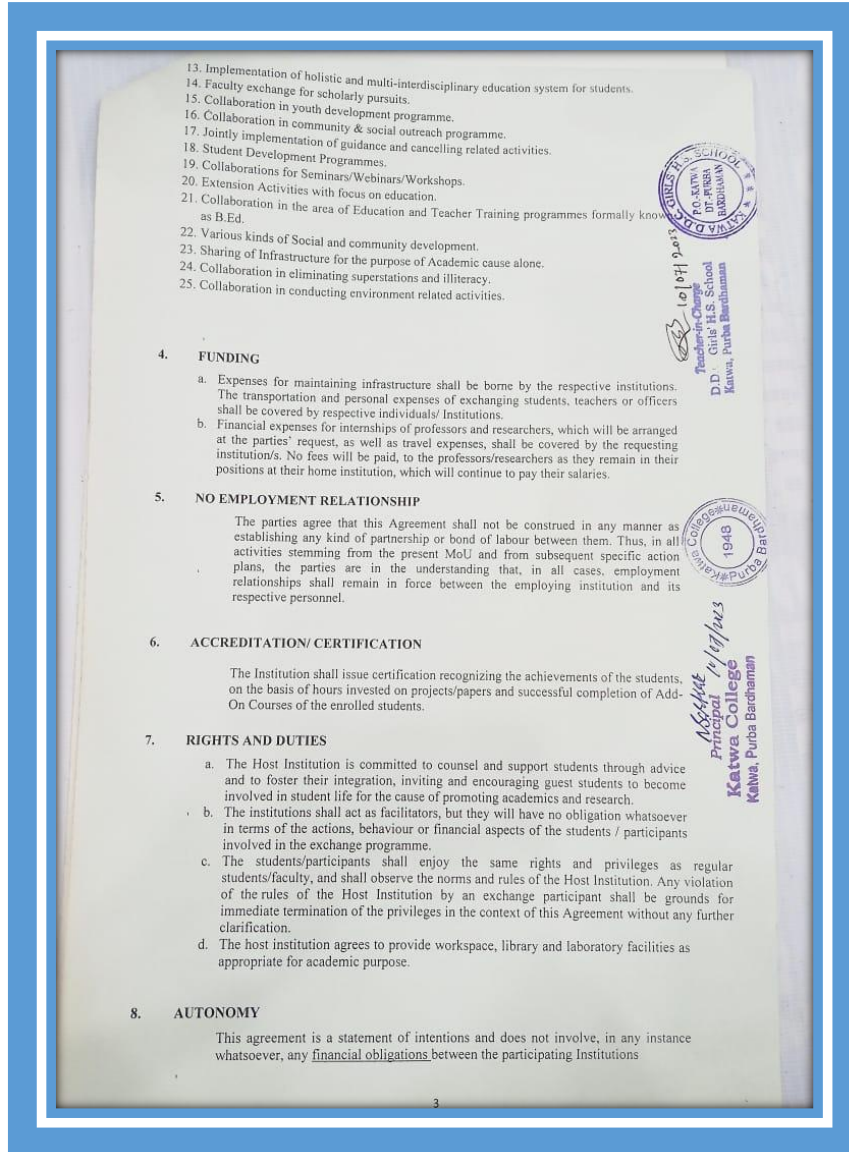 13. Implementation of holistic and multi-interdisciplinary education system for students.
14. Faculty exchange for scholarly pursuits.
15. Collaboration in youth development programme.
16. Collaboration in community & social outreach programme.
17. Jointly implementation of guidance and cancelling related activities.
18. Student Development Programmes.
19. Collaborations for Seminars/Webinars/Workshops.
20. Extension Activities with focus on education.
21. Collaboration in the area of Education and Teacher Training programmes formally know
as B.Ed.
22. Various kinds of Social and community development.
23. Sharing of Infrastructure for the purpose of Academic cause alone.
24. Collaboration in eliminating superstations and illiteracy.
25. Collaboration in conducting environment related activities.
D.D.C. GIRLS H.S. SCHOOL * * * KATWA
P.O.-KATWA
DT.-PURBA
BARDHAMAN
10/07/2023
Teacher-in-Charge
D.D. Girls' H.S. School
Katwa, Purba Bardhaman
4. FUNDING
a. Expenses for maintaining infrastructure shall be borne by the respective institutions.
The transportation and personal expenses of exchanging students, teachers or officers
shall be covered by respective individuals/ Institutions.
b. Financial expenses for internships of professors and researchers, which will be arranged
at the parties' request, as well as travel expenses, shall be covered by the requesting
institution/s. No fees will be paid, to the professors/researchers as they remain in their
positions at their home institution, which will continue to pay their salaries.
5. NO EMPLOYMENT RELATIONSHIP
The parties agree that this Agreement shall not be construed in any manner as
establishing any kind of partnership or bond of labour between them. Thus, in all
activities stemming from the present MoU and from subsequent specific action
plans, the parties are in the understanding that, in all cases, employment
relationships shall remain in force between the employing institution and its
respective personnel.
Katwa College*Purba Bardhaman*
1948
6. ACCREDITATION/ CERTIFICATION
The Institution shall issue certification recognizing the achievements of the students,
on the basis of hours invested on projects/papers and successful completion of Add-
On Courses of the enrolled students.
10/07/2023
Principal
Katwa College
Katwa, Purba Bardhaman
7. RIGHTS AND DUTIES
a. The Host Institution is committed to counsel and support students through advice
and to foster their integration, inviting and encouraging guest students to become
involved in student life for the cause of promoting academics and research.
b. The institutions shall act as facilitators, but they will have no obligation whatsoever
in terms of the actions, behaviour or financial aspects of the students / participants
involved in the exchange programme.
c. The students/participants shall enjoy the same rights and privileges as regular
students/faculty, and shall observe the norms and rules of the Host Institution. Any violation
of the rules of the Host Institution by an exchange participant shall be grounds for
immediate termination of the privileges in the context of this Agreement without any further
clarification.
d. The host institution agrees to provide workspace, library and laboratory facilities as
appropriate for academic purpose.
8. AUTONOMY
This agreement is a statement of intentions and does not involve, in any instance
whatsoever, any financial obligations between the participating Institutions
3